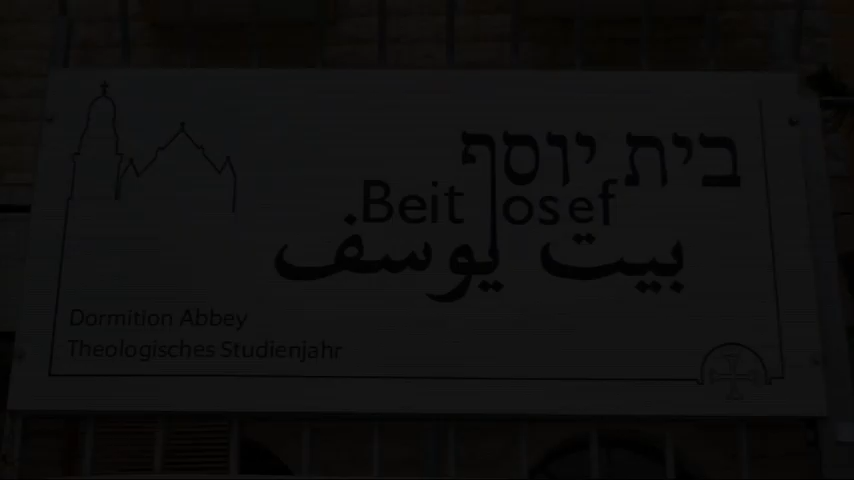 בית יוסף
Beit Josef
بيت يوسف
Dormition Abbey
Theologisches Studienjahr